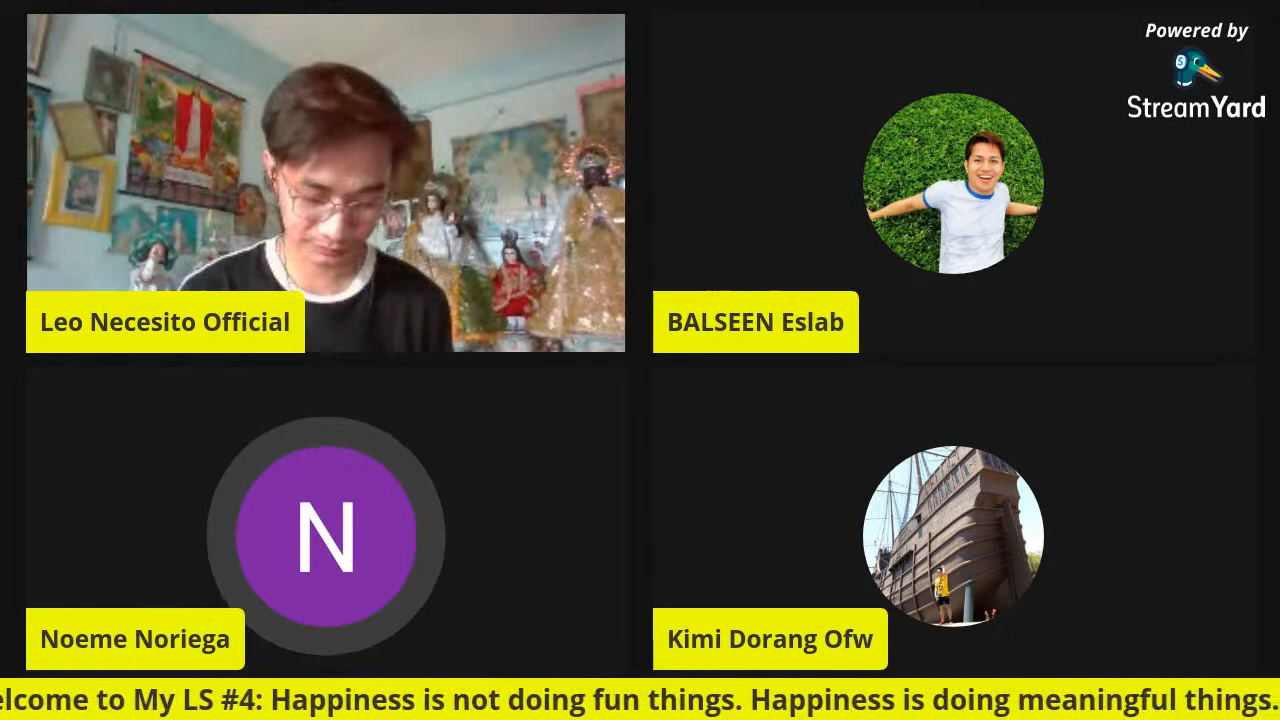 Powered by
StreamYard
Leo Necesito Official
BALSEEN Eslab
N
Noeme Noriega
Kimi Dorang Ofw
elcome to My LS #4: Happiness is not doing fun things. Happiness is doing meaningful things.